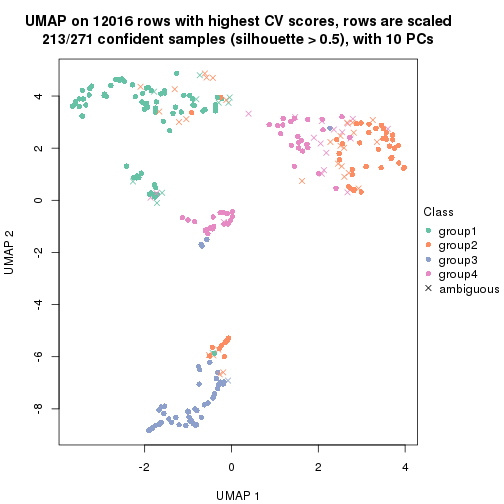 UMAP on 12016 rows with highest CV scores, rows are scaled
213/271 confident samples (silhouette > 0.5), with 10 PCs
4
2
0
-2
-4
-6
-8
UMAP 2
-2
0
2
4
UMAP 1
Class
group1
group2
group3
group4
ambiguous